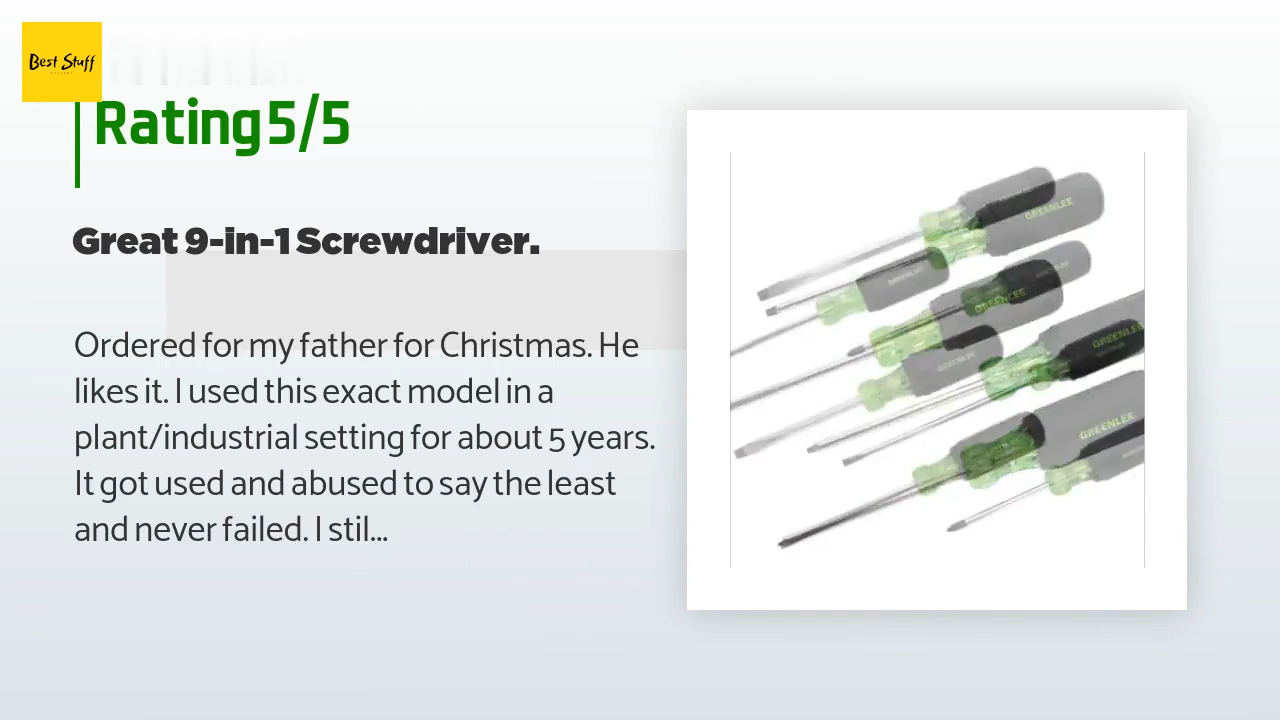 Best Stuff
Rating 5/5
Great 9-in-1 Screwdriver.
Ordered for my father for Christmas. He
likes it. I used this exact model in a
plant/industrial setting for about 5 years.
It got used and abused to say the least
and never failed. I stil...
GREENLEE
GREENLEE
GREENLEE
GREENLEE
GREENLEE